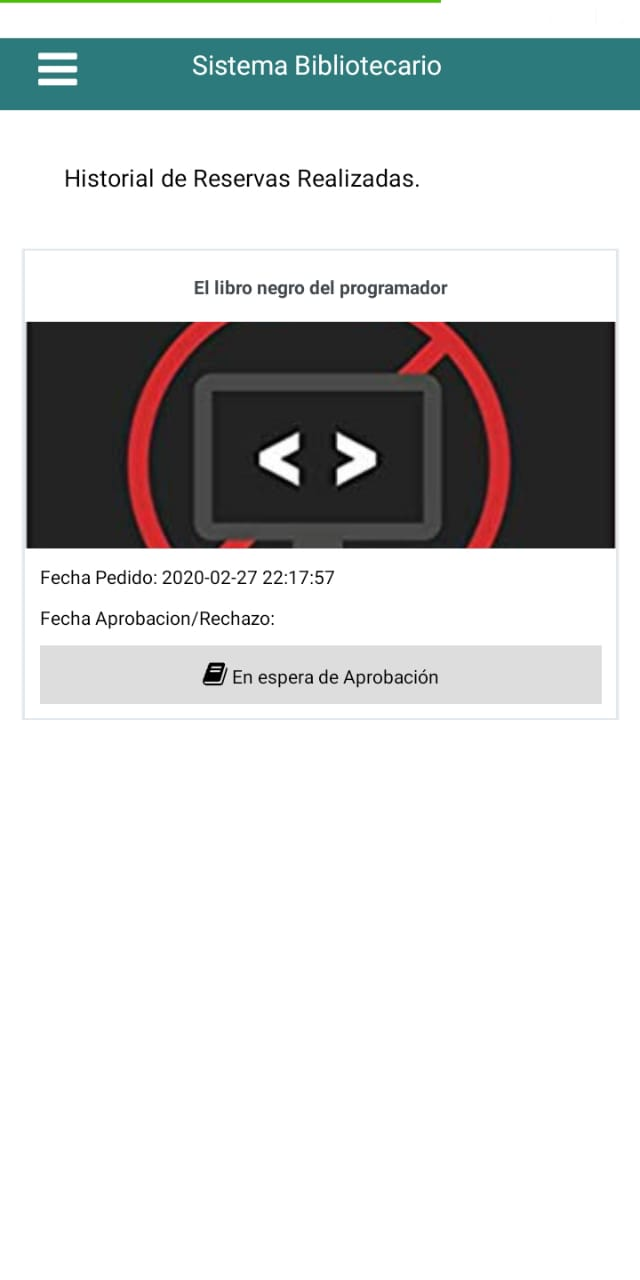 Sistema Bibliotecario
Historial de Reservas Realizadas.
El libro negro del programador
< >
Fecha Pedido: 2020-02-27 22:17:57
Fecha Aprobacion/Rechazo:
En espera de Aprobación